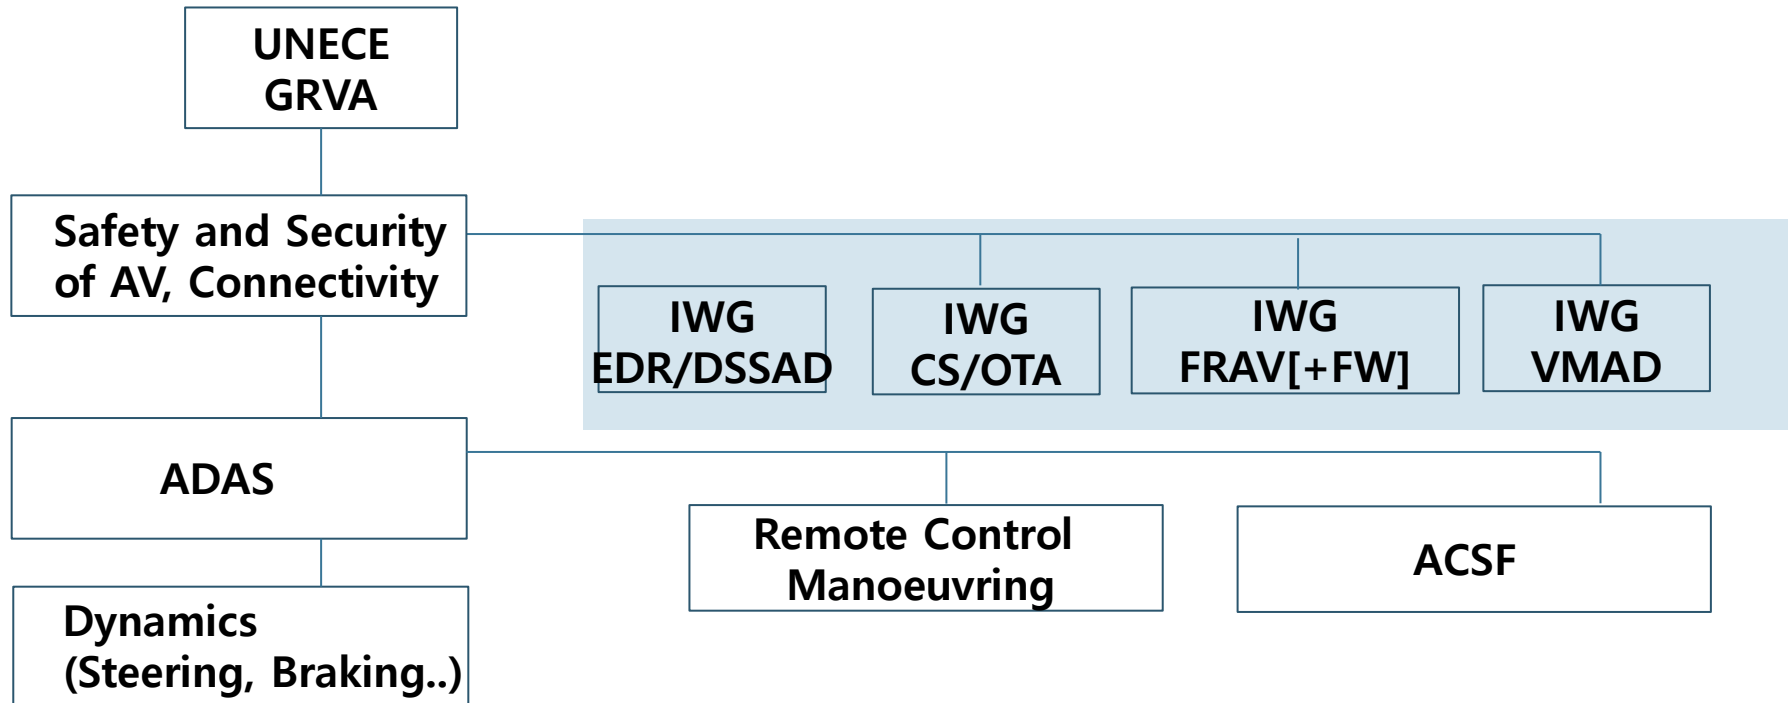 UNECE
GRVA
Safety and Security
of AV, Connectivity
IWG
EDR/DSSAD
IWG
CS/OTA
IWG
FRAV[+FW]
IWG
VMAD
ADAS
Remote Control
Manoeuvring
ACSF
Dynamics
(Steering, Braking..)